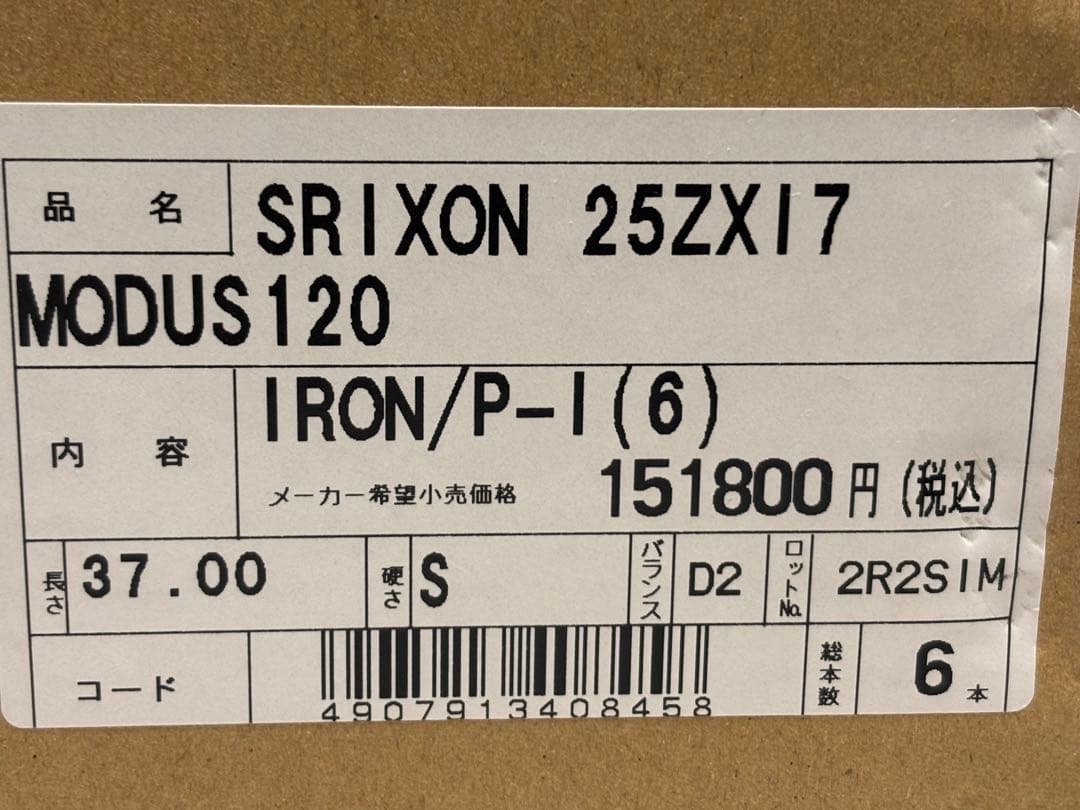 品名 SRIXON 25ZXI7
MODUS120
内容 IRON/P-I(6)
メーカー希望小売価格 151800円(税込)
長さ 37.00 硬さ S バランス D2 ロットNo. 2R2SIM
コード 4907913408458 総本数 6本